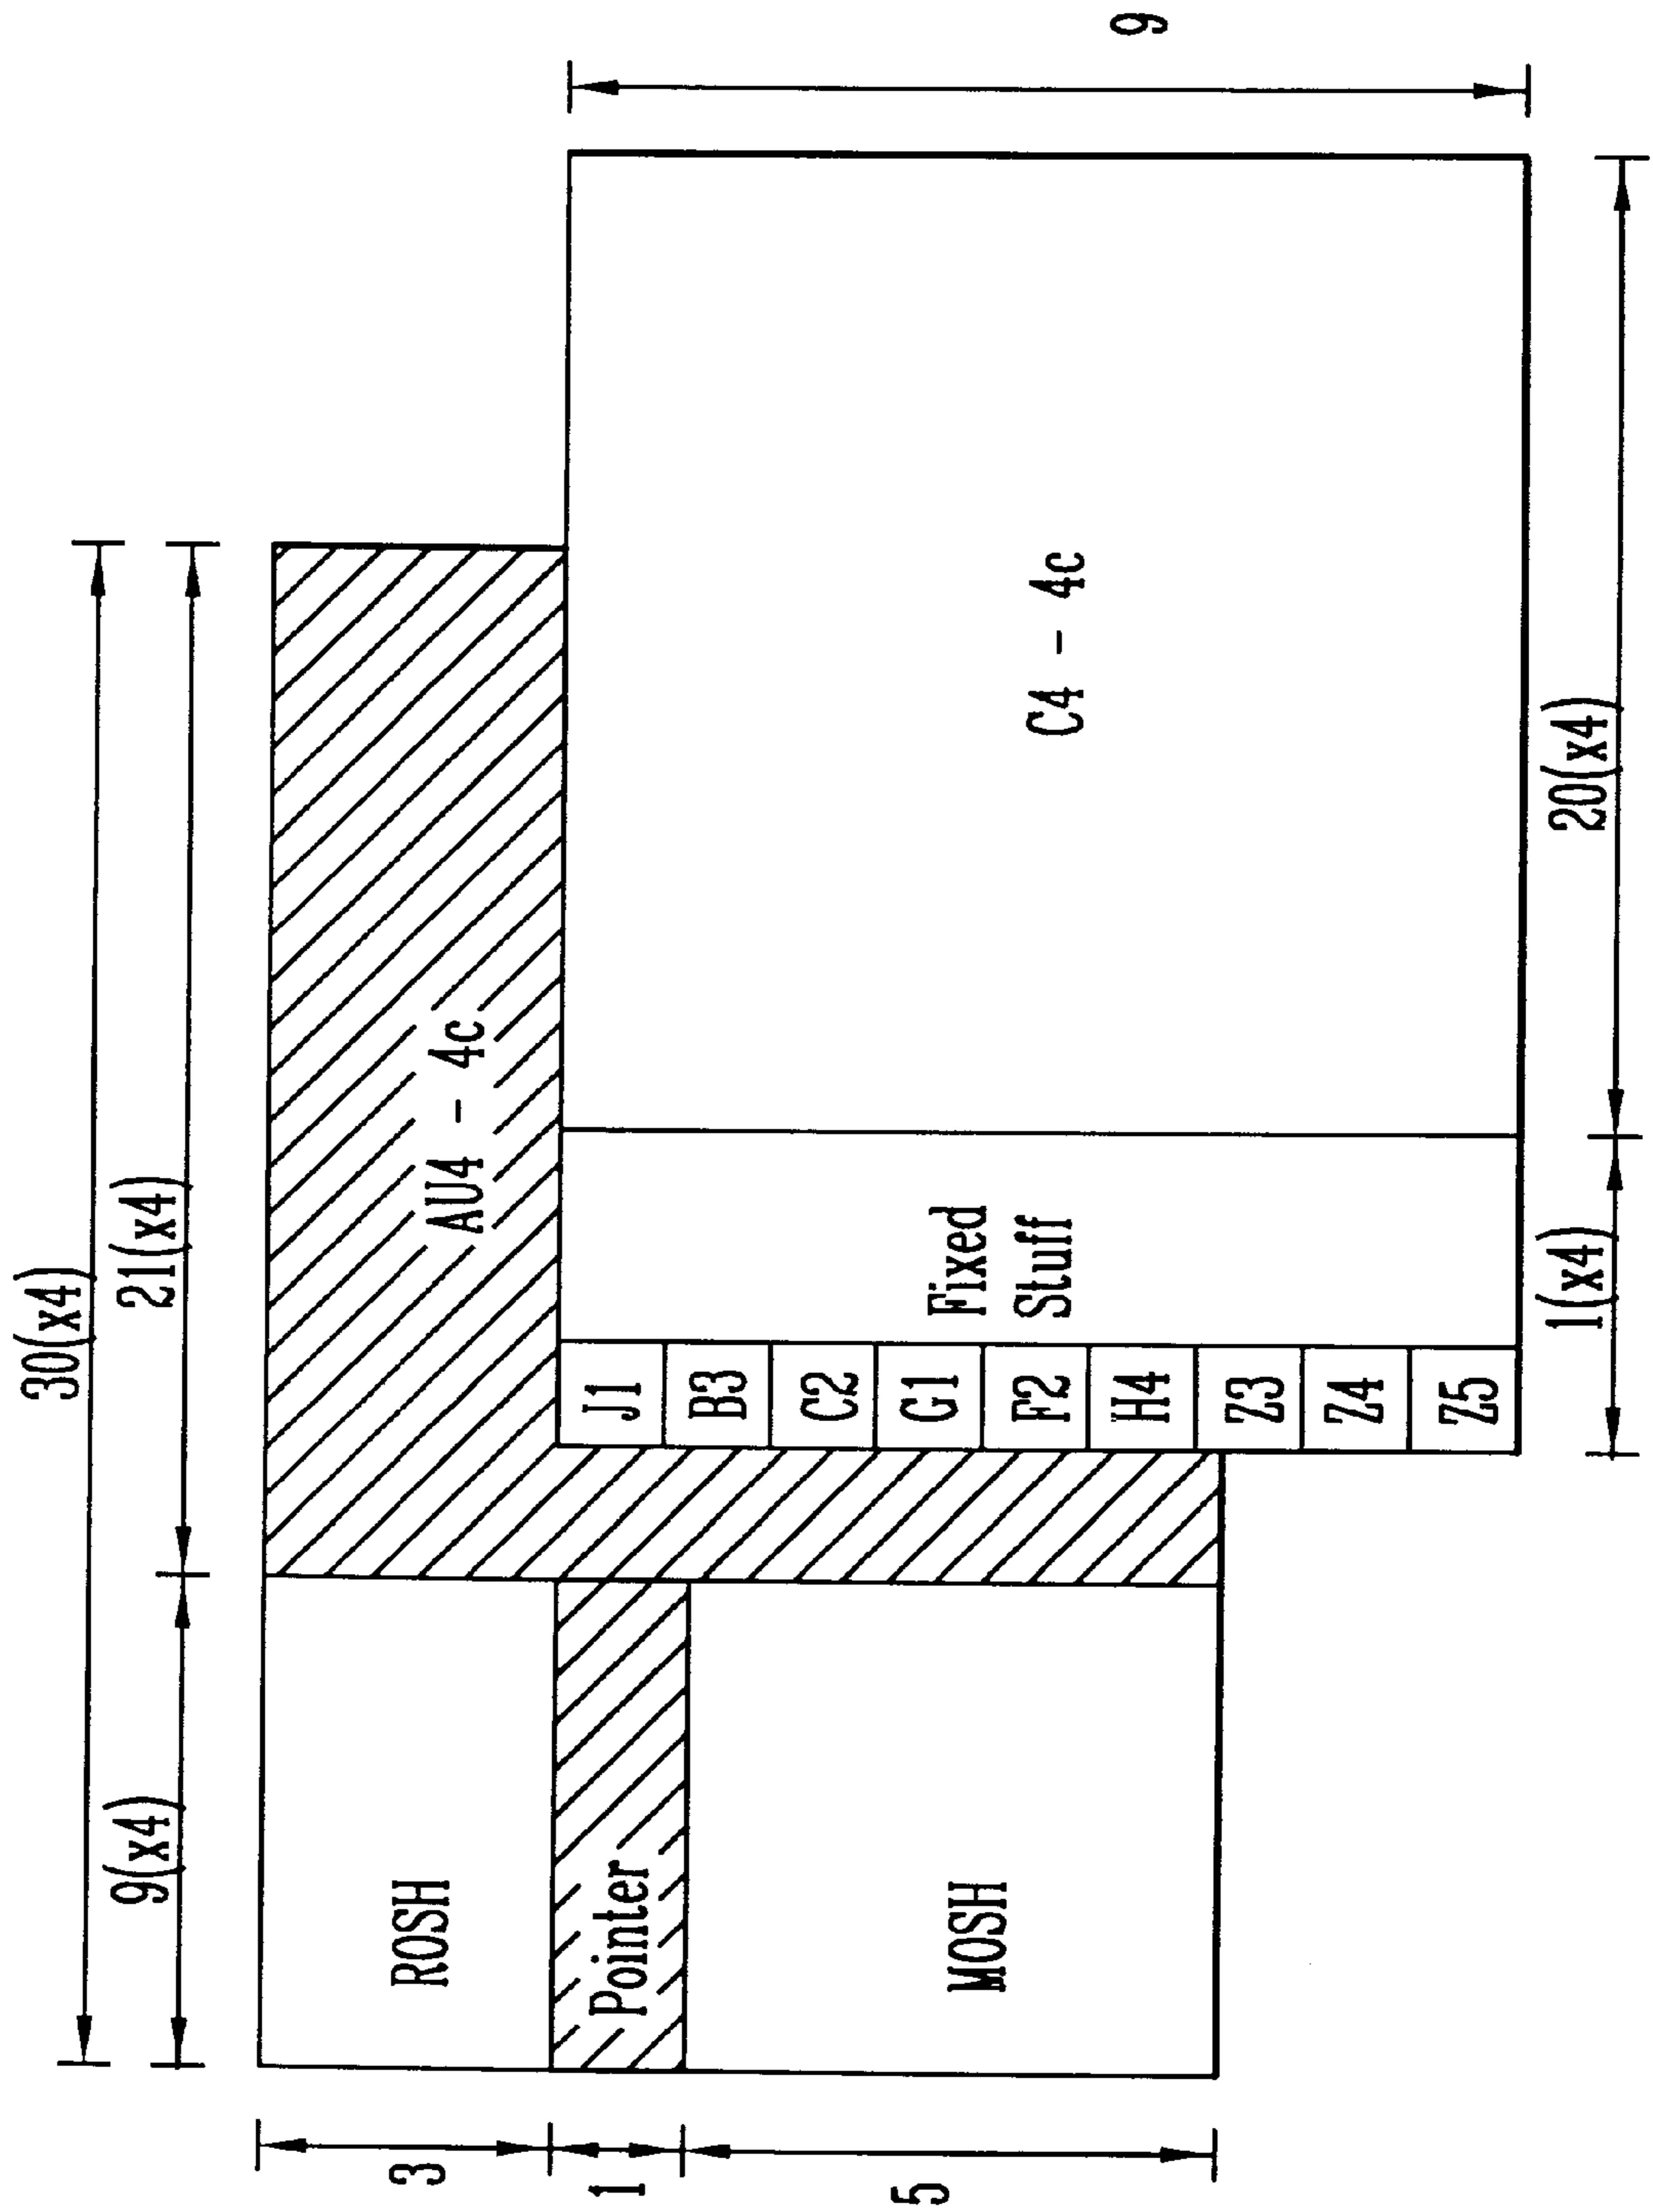 30(x4)
9(x4)
21(x4)
3
ROSH
AU4 - 4c
1
Pointer
5
MOSH
J1
B3
C2
G1
F2
H4
Z3
Z4
Z5
Fixed
Stuff
C4 - 4c
9
1(x4)
20(x4)